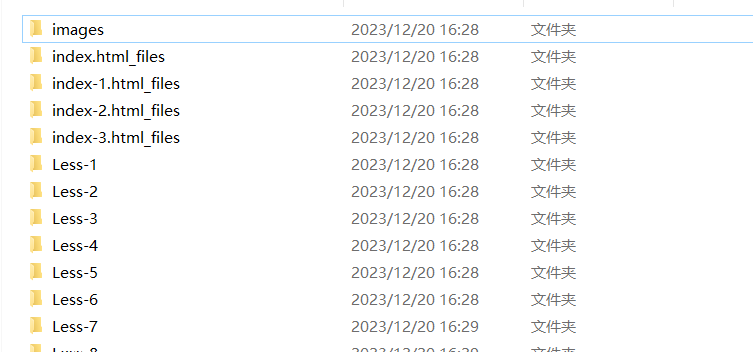 images 2023/12/20 16:28 文件夹
index.html_files 2023/12/20 16:28 文件夹
index-1.html_files 2023/12/20 16:28 文件夹
index-2.html_files 2023/12/20 16:28 文件夹
index-3.html_files 2023/12/20 16:28 文件夹
Less-1 2023/12/20 16:28 文件夹
Less-2 2023/12/20 16:28 文件夹
Less-3 2023/12/20 16:28 文件夹
Less-4 2023/12/20 16:28 文件夹
Less-5 2023/12/20 16:28 文件夹
Less-6 2023/12/20 16:28 文件夹
Less-7 2023/12/20 16:29 文件夹